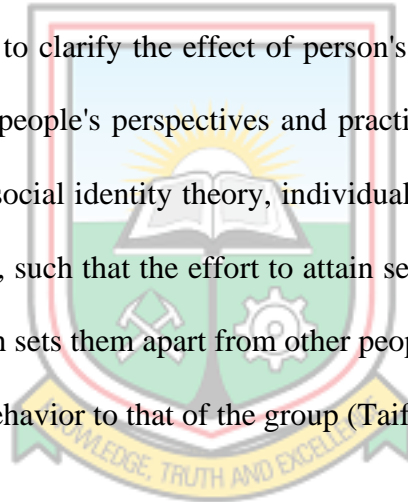 to clarify the effect of person's
people's perspectives and practi
social identity theory, individual
, such that the effort to attain se
n sets them apart from other peop
ehavior to that of the group (Taif
KNOWLEDGE, TRUTH AND EXCELLENCE